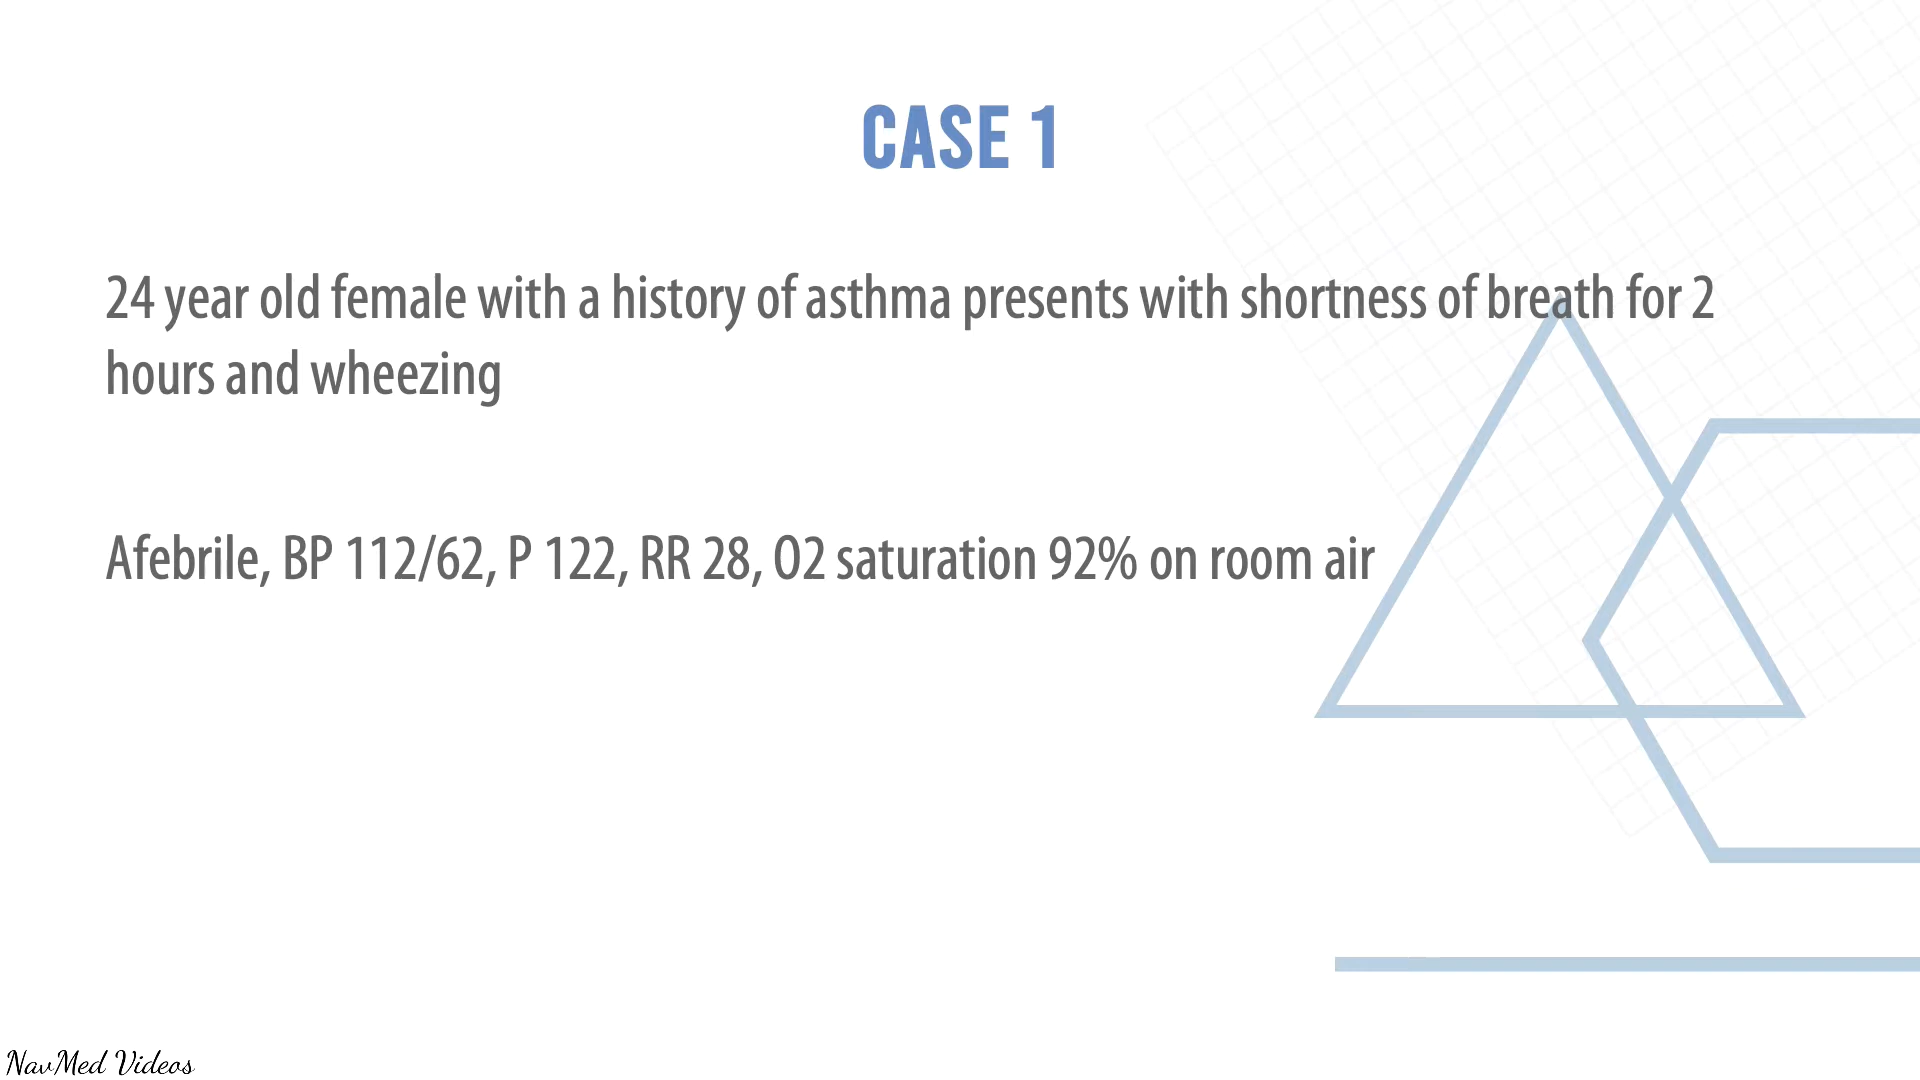 CASE 1
24 year old female with a history of asthma presents with shortness of breath for 2
hours and wheezing
Afebrile, BP 112/62, P 122, RR 28, O2 saturation 92% on room air
NavMed Videos